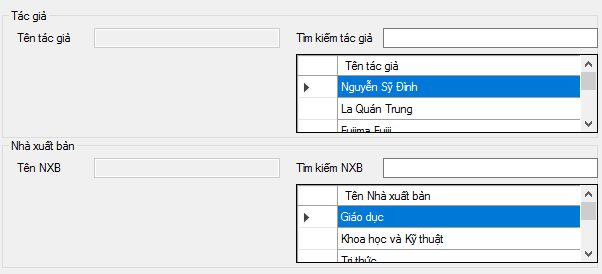 Tác giả
Tên tác giả
Tìm kiếm tác giả
Tên tác giả
Nguyễn Sỹ Đình
La Quán Trung
Fujima Fujji
Nhà xuất bản
Tên NXB
Tìm kiếm NXB
Tên Nhà xuất bản
Giáo dục
Khoa học và Kỹ thuật
Tri thức